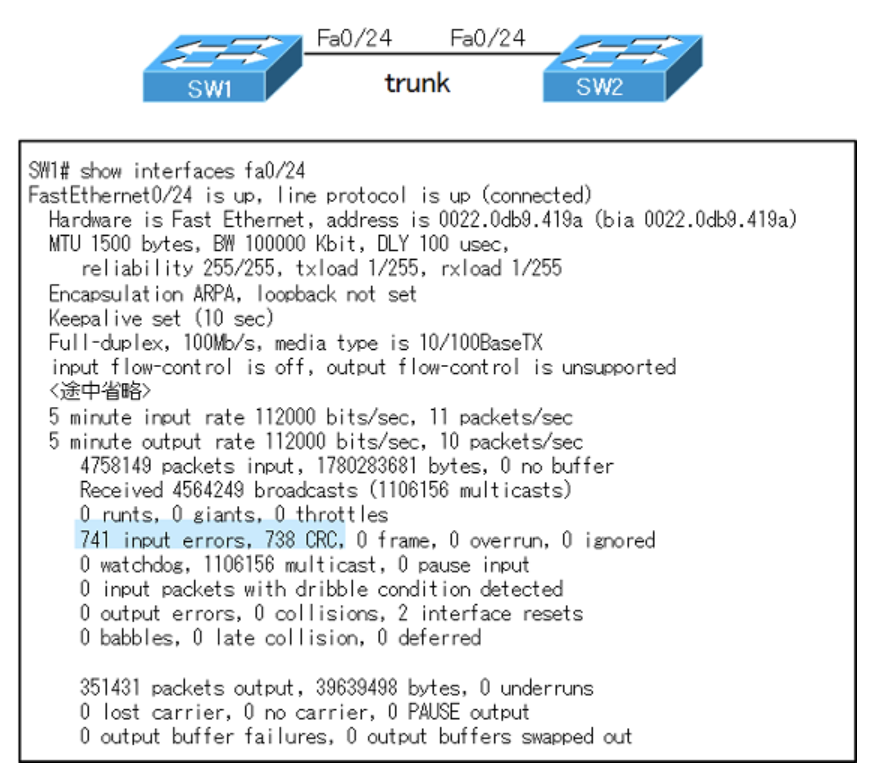 Fa0/24 Fa0/24
SW1 trunk SW2
SW1# show interfaces fa0/24
FastEthernet0/24 is up, line protocol is up (connected)
Hardware is Fast Ethernet, address is 0022.0db9.419a (bia 0022.0db9.419a)
MTU 1500 bytes, BW 100000 Kbit, DLY 100 usec,
reliability 255/255, txload 1/255, rxload 1/255
Encapsulation ARPA, loopback not set
Keepalive set (10 sec)
Full-duplex, 100Mb/s, media type is 10/100BaseTX
input flow-control is off, output flow-control is unsupported
<途中省略>
5 minute input rate 112000 bits/sec, 11 packets/sec
5 minute output rate 112000 bits/sec, 10 packets/sec
4758149 packets input, 1780283681 bytes, 0 no buffer
Received 4564249 broadcasts (1106156 multicasts)
0 runts, 0 giants, 0 throttles
741 input errors, 738 CRC, 0 frame, 0 overrun, 0 ignored
0 watchdog, 1106156 multicast, 0 pause input
0 input packets with dribble condition detected
0 output errors, 0 collisions, 2 interface resets
0 babbles, 0 late collision, 0 deferred
351431 packets output, 39639498 bytes, 0 underruns
0 lost carrier, 0 no carrier, 0 PAUSE output
0 output buffer failures, 0 output buffers swapped out